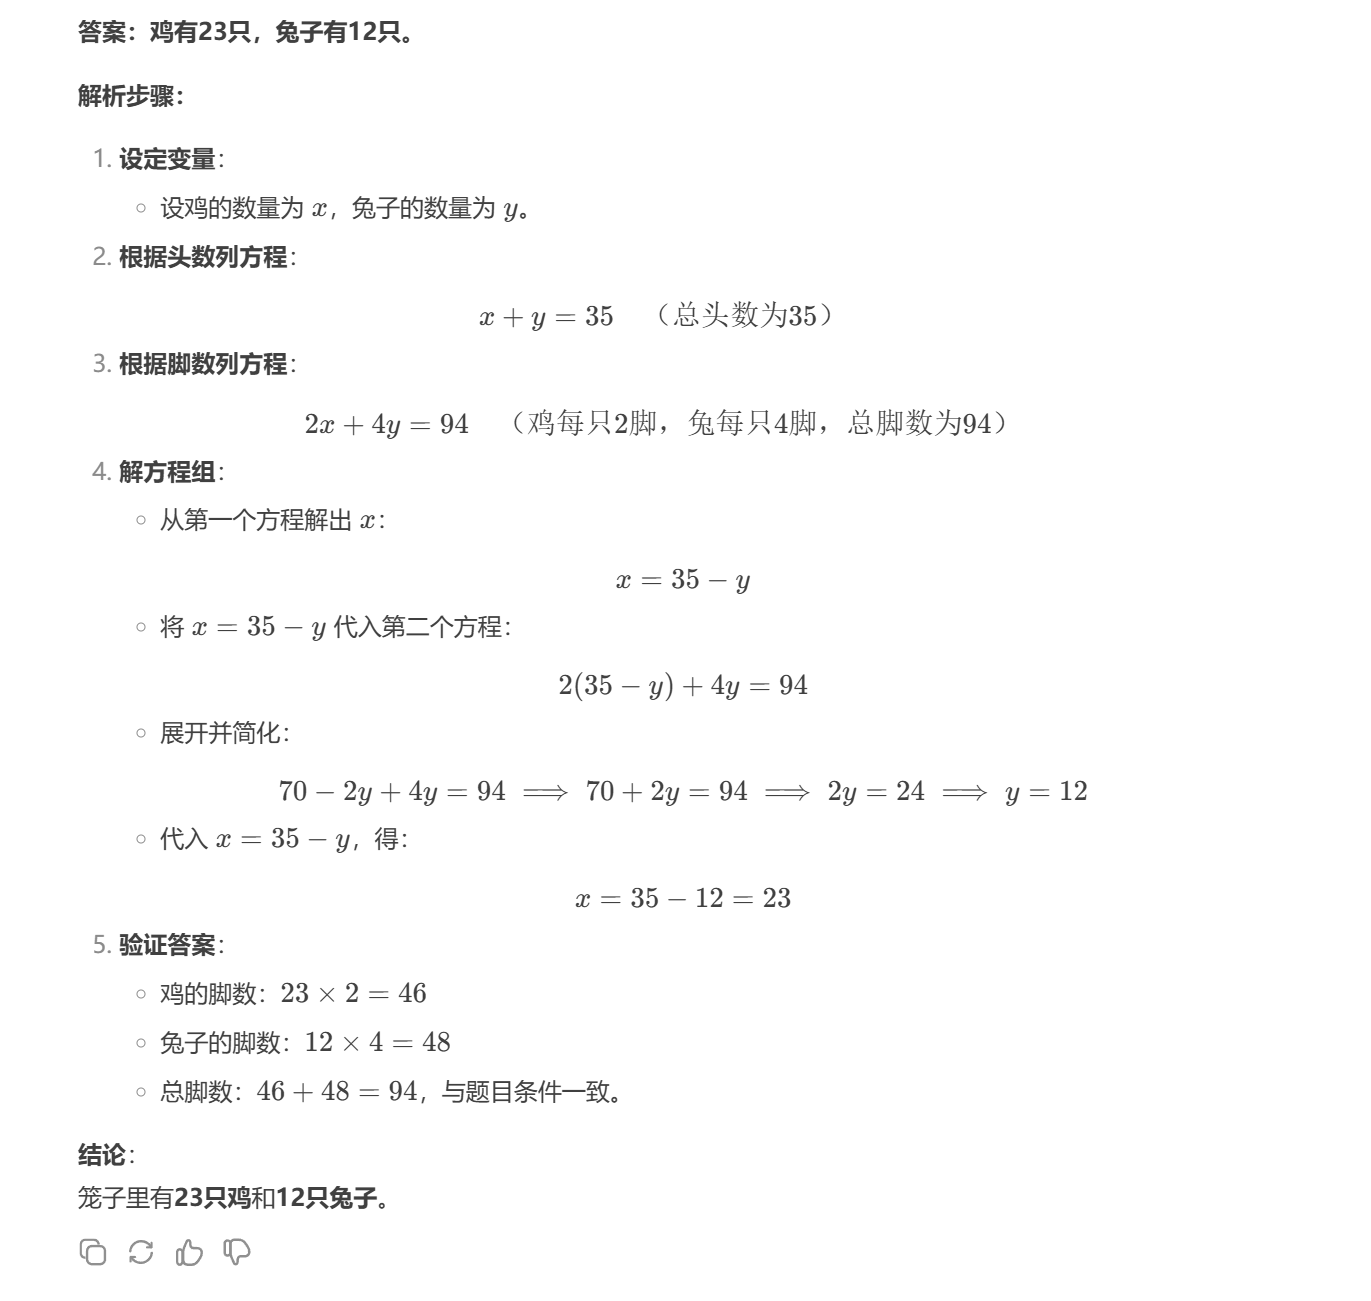 答案：鸡有23只，兔子有12只。
解析步骤：
1. 设定变量：
设鸡的数量为 x，兔子的数量为 y。
2. 根据头数列方程：
x + y = 35 （总头数为35）
3. 根据脚数列方程：
2x + 4y = 94 （鸡每只2脚，兔每只4脚，总脚数为94）
4. 解方程组：
从第一个方程解出 x：
x = 35 − y
将 x = 35 − y 代入第二个方程：
2(35 − y) + 4y = 94
展开并简化：
70 − 2y + 4y = 94 ⟹ 70 + 2y = 94 ⟹ 2y = 24 ⟹ y = 12
代入 x = 35 − y，得：
x = 35 − 12 = 23
5. 验证答案：
鸡的脚数：23 × 2 = 46
兔子的脚数：12 × 4 = 48
总脚数：46 + 48 = 94，与题目条件一致。
结论：
笼子里有23只鸡和12只兔子。